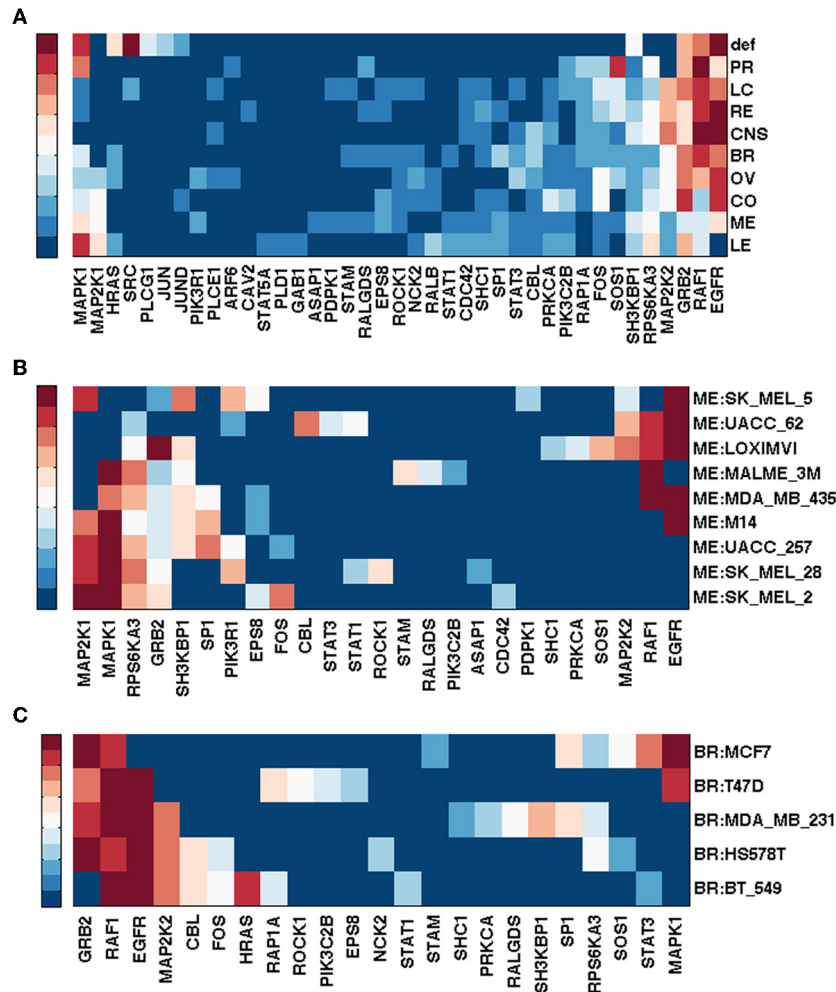 A
def
PR
LC
RE
CNS
BR
OV
CO
ME
LE
MAPK1
MAP2K1
HRAS
SRC
PLCG1
JUN
JUND
PIK3R1
PLCE1
ARF6
CAV2
STAT5A
PLD1
GAB1
ASAP1
PDPK1
STAM
RALGDS
EPS8
ROCK1
NCK2
RALB
STAT1
CDC42
SHC1
SP1
STAT3
CBL
PRKCA
PIK3C2B
RAP1A
FOS
SOS1
SH3KBP1
RPS6KA3
MAP2K2
GRB2
RAF1
EGFR
B
ME:SK_MEL_5
ME:UACC_62
ME:LOXIMVI
ME:MALME_3M
ME:MDA_MB_435
ME:M14
ME:UACC_257
ME:SK_MEL_28
ME:SK_MEL_2
MAP2K1
MAPK1
RPS6KA3
GRB2
SH3KBP1
SP1
PIK3R1
EPS8
FOS
CBL
STAT3
STAT1
ROCK1
STAM
RALGDS
PIK3C2B
ASAP1
CDC42
PDPK1
SHC1
PRKCA
SOS1
MAP2K2
RAF1
EGFR
C
BR:MCF7
BR:T47D
BR:MDA_MB_231
BR:HS578T
BR:BT_549
GRB2
RAF1
EGFR
MAP2K2
CBL
FOS
HRAS
RAP1A
ROCK1
PIK3C2B
EPS8
NCK2
STAT1
STAM
SHC1
PRKCA
RALGDS
SH3KBP1
SP1
RPS6KA3
SOS1
STAT3
MAPK1